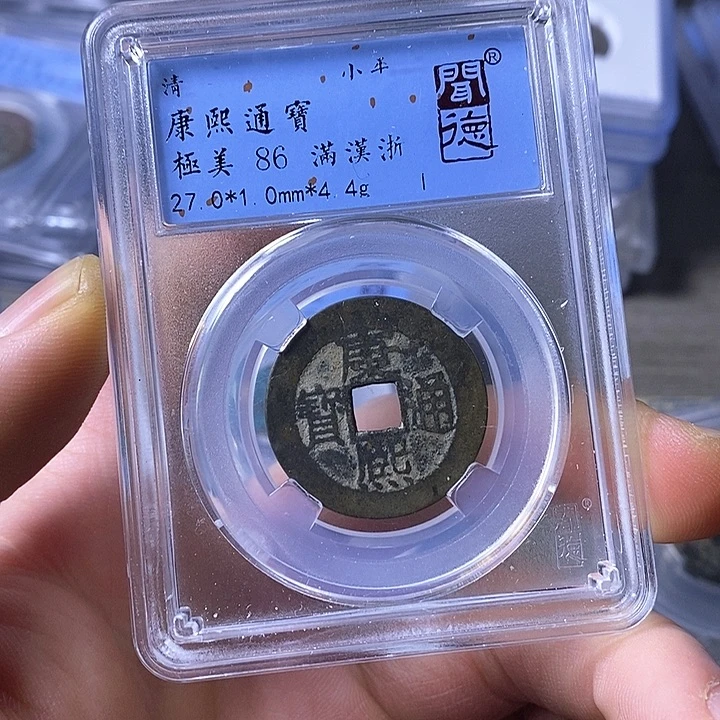 清 小平
康熙通寶
極美 86 滿漢浙
27.0*1.0mm*4.4g
聞德®
康熙通寶